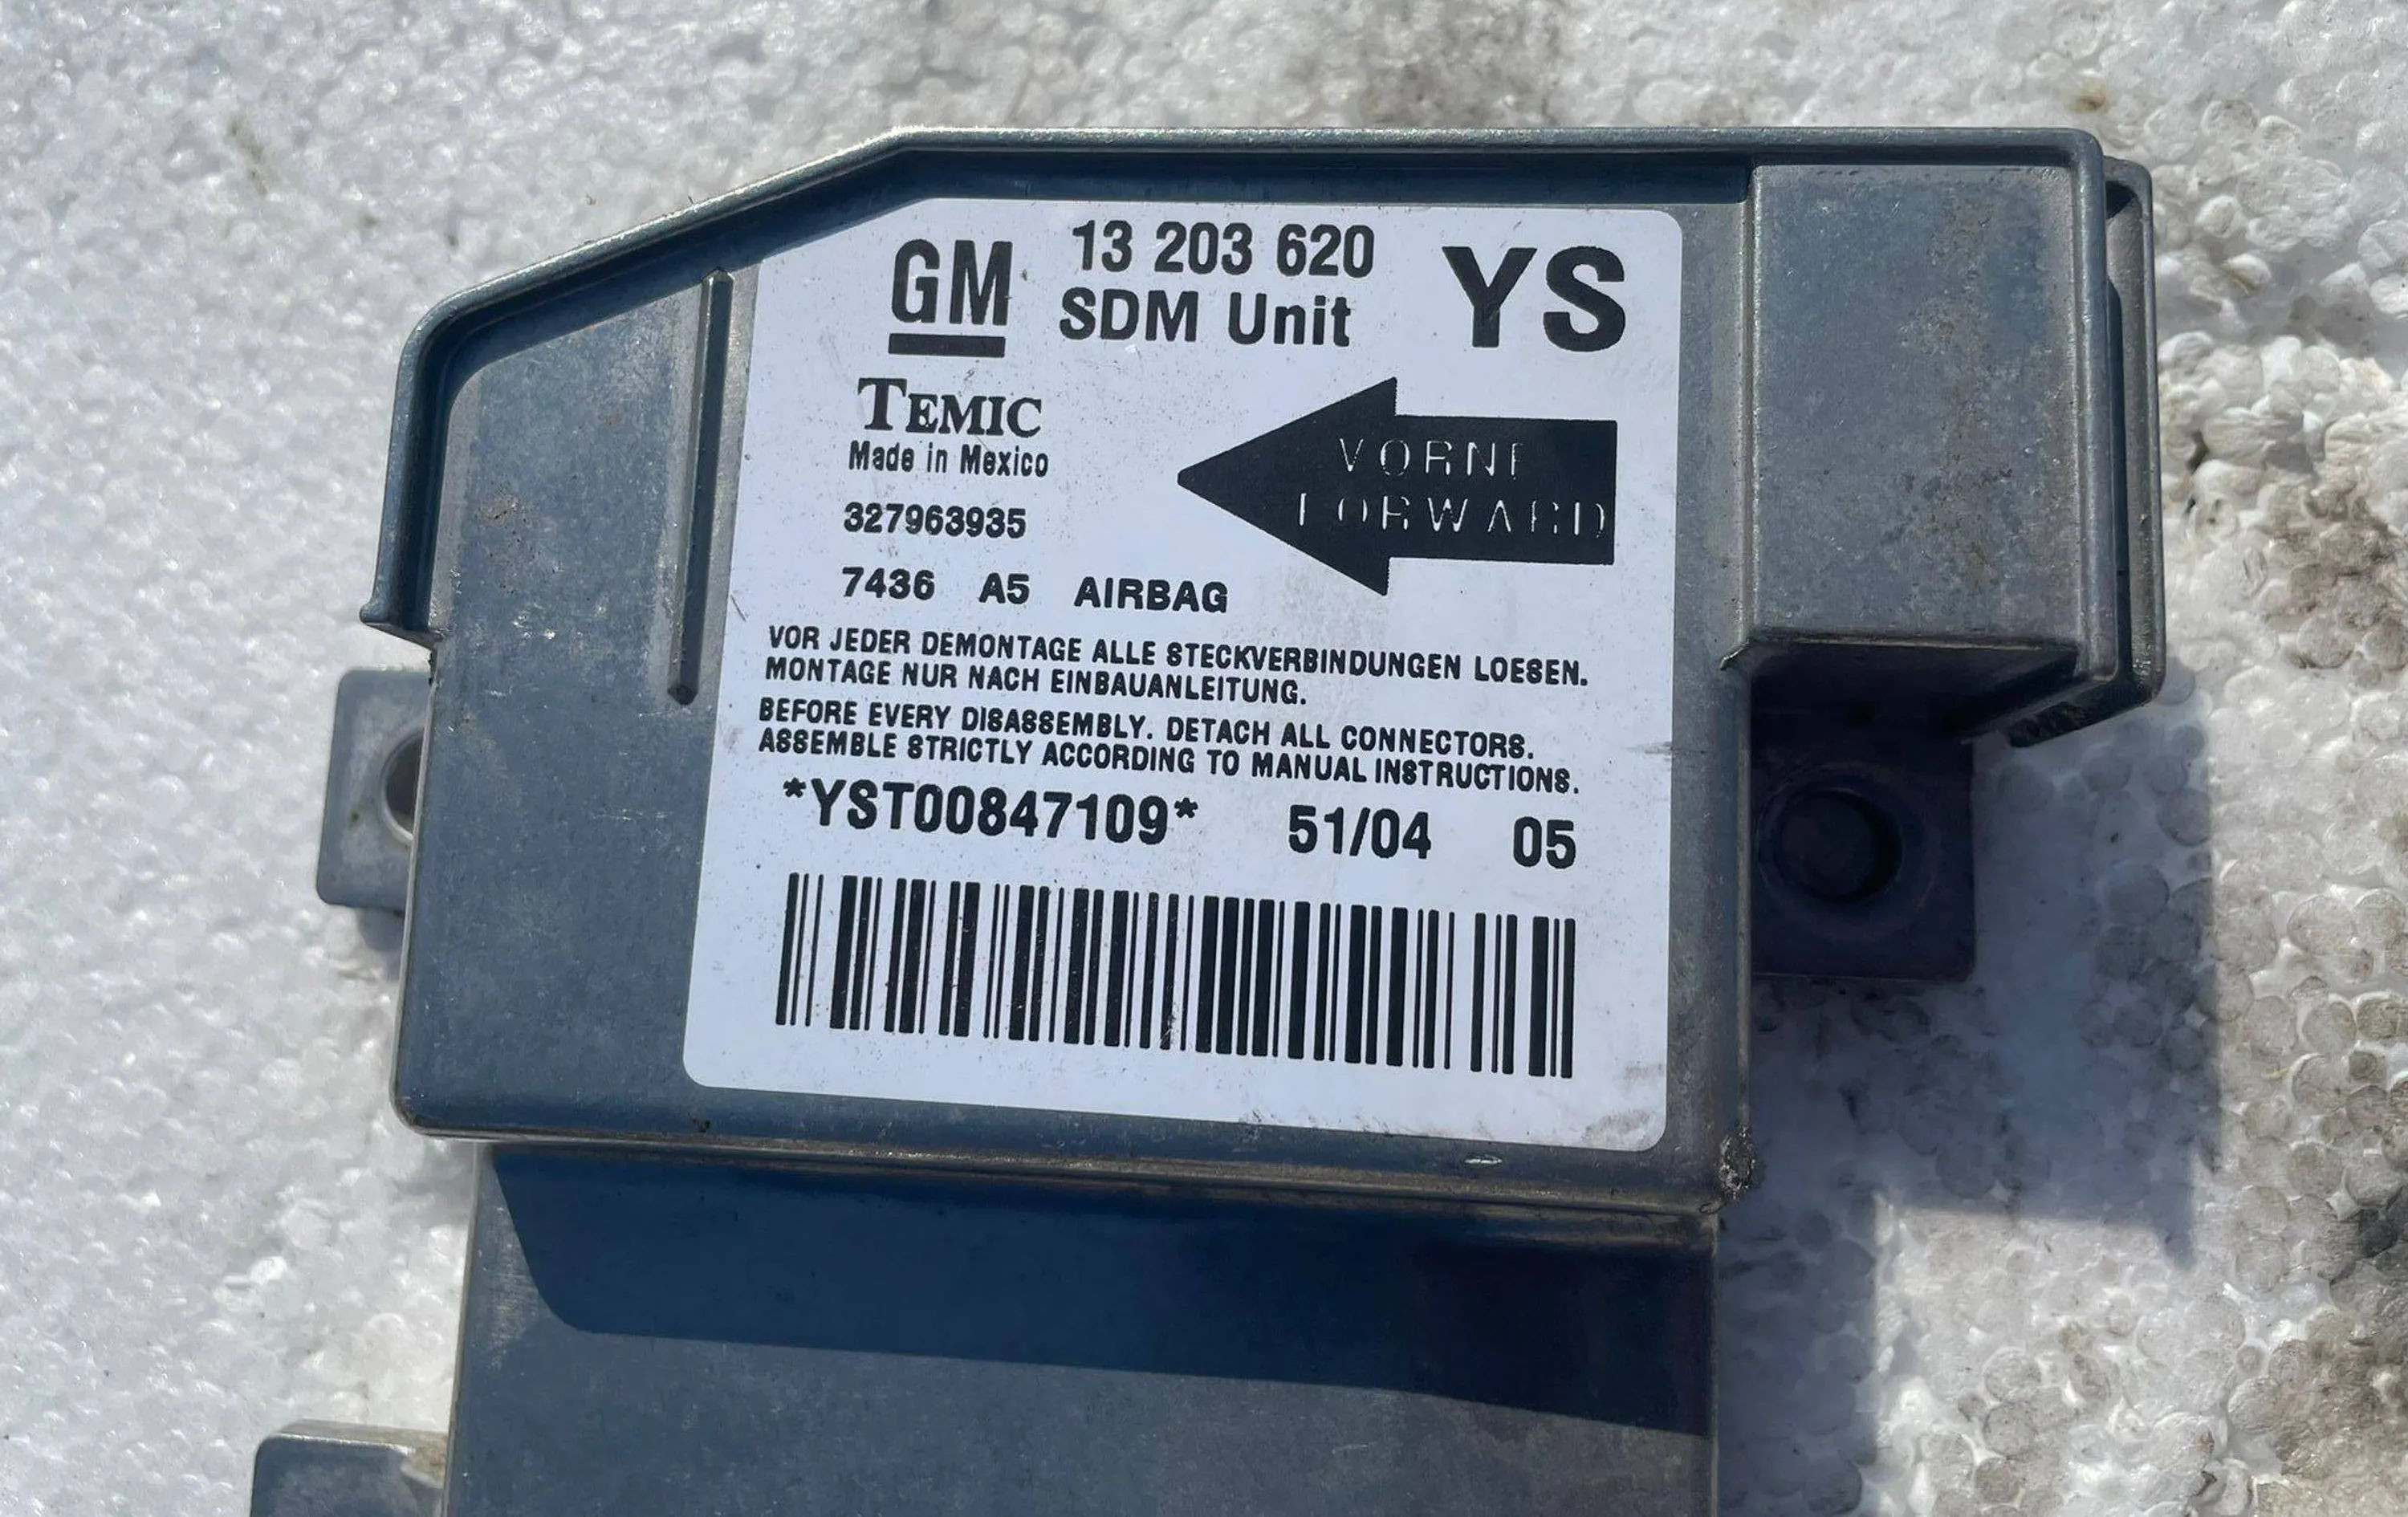 GM 13 203 620 YS
SDM Unit
TEMIC
Made in Mexico
VORNE
FORWARD
327963935
7436 A5 AIRBAG
VOR JEDER DEMONTAGE ALLE STECKVERBINDUNGEN LOESEN.
MONTAGE NUR NACH EINBAUANLEITUNG.
BEFORE EVERY DISASSEMBLY. DETACH ALL CONNECTORS.
ASSEMBLE STRICTLY ACCORDING TO MANUAL INSTRUCTIONS.
*YST00847109* 51/04 05